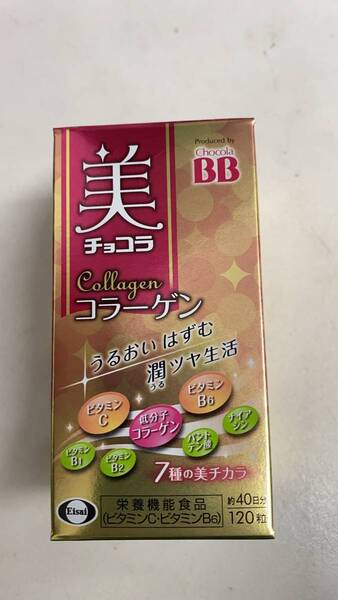 Produced by
Chocola
BB
美
チョコラ
Collagen
コラーゲン
うるおい はずむ
潤ツヤ生活
うる
ビタミン
C
ビタミン
B6
低分子
コラーゲン
ナイア
シン
パント
テン酸
ビタミン
B1
ビタミン
B2
7種の美チカラ
栄養機能食品
(ビタミンC・ビタミンB6)
約40日分
120粒
Eisai